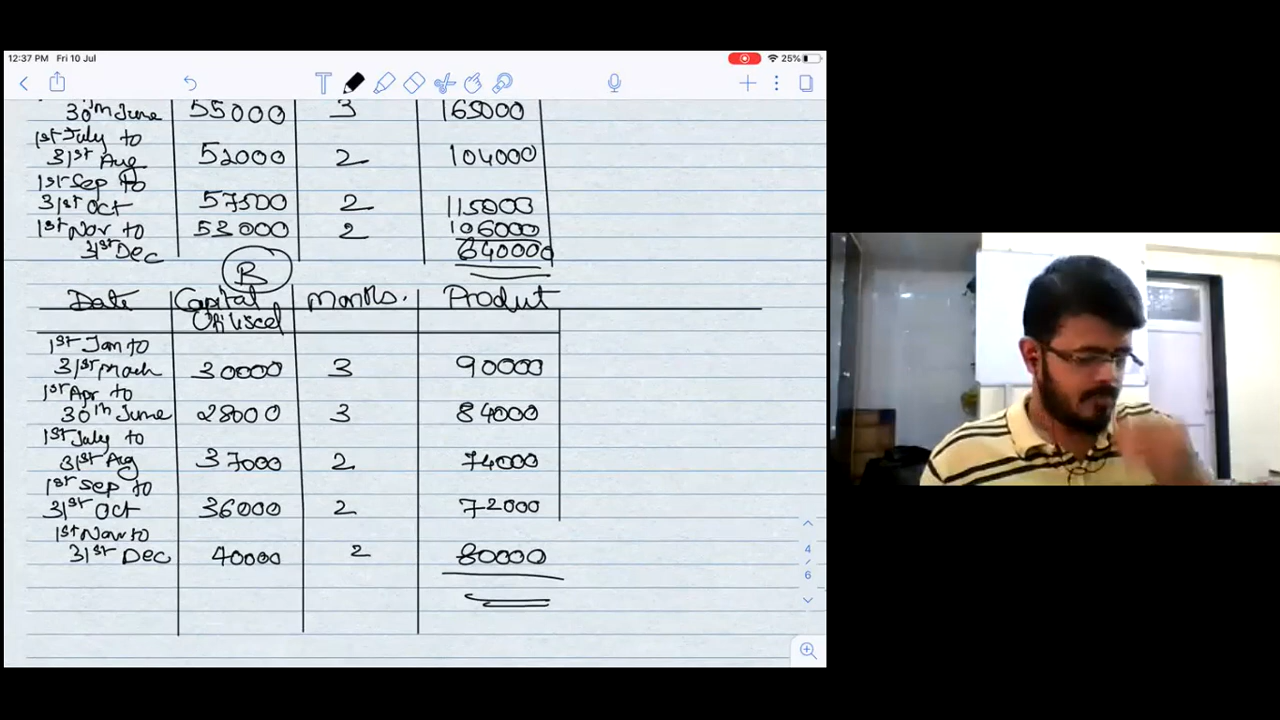 12:37 PM Fri 10 Jul
25%
30th June 55000 3 165000
1st July to
31st Aug 52000 2 104000
1st Sep to
31st Oct 57500 2 115000
1st Nov to 53000 2 106000
31st Dec 640000
B
Date Capital Months. Produt
1st Jan to
31st 30000 3 90000
1st Apr to
30th June 28000 3 84000
1st July to
31st Aug 37000 2 74000
1st Sep to
31st Oct 36000 2 72000
1st Nov to
31st Dec 40000 2 80000
4
/
6